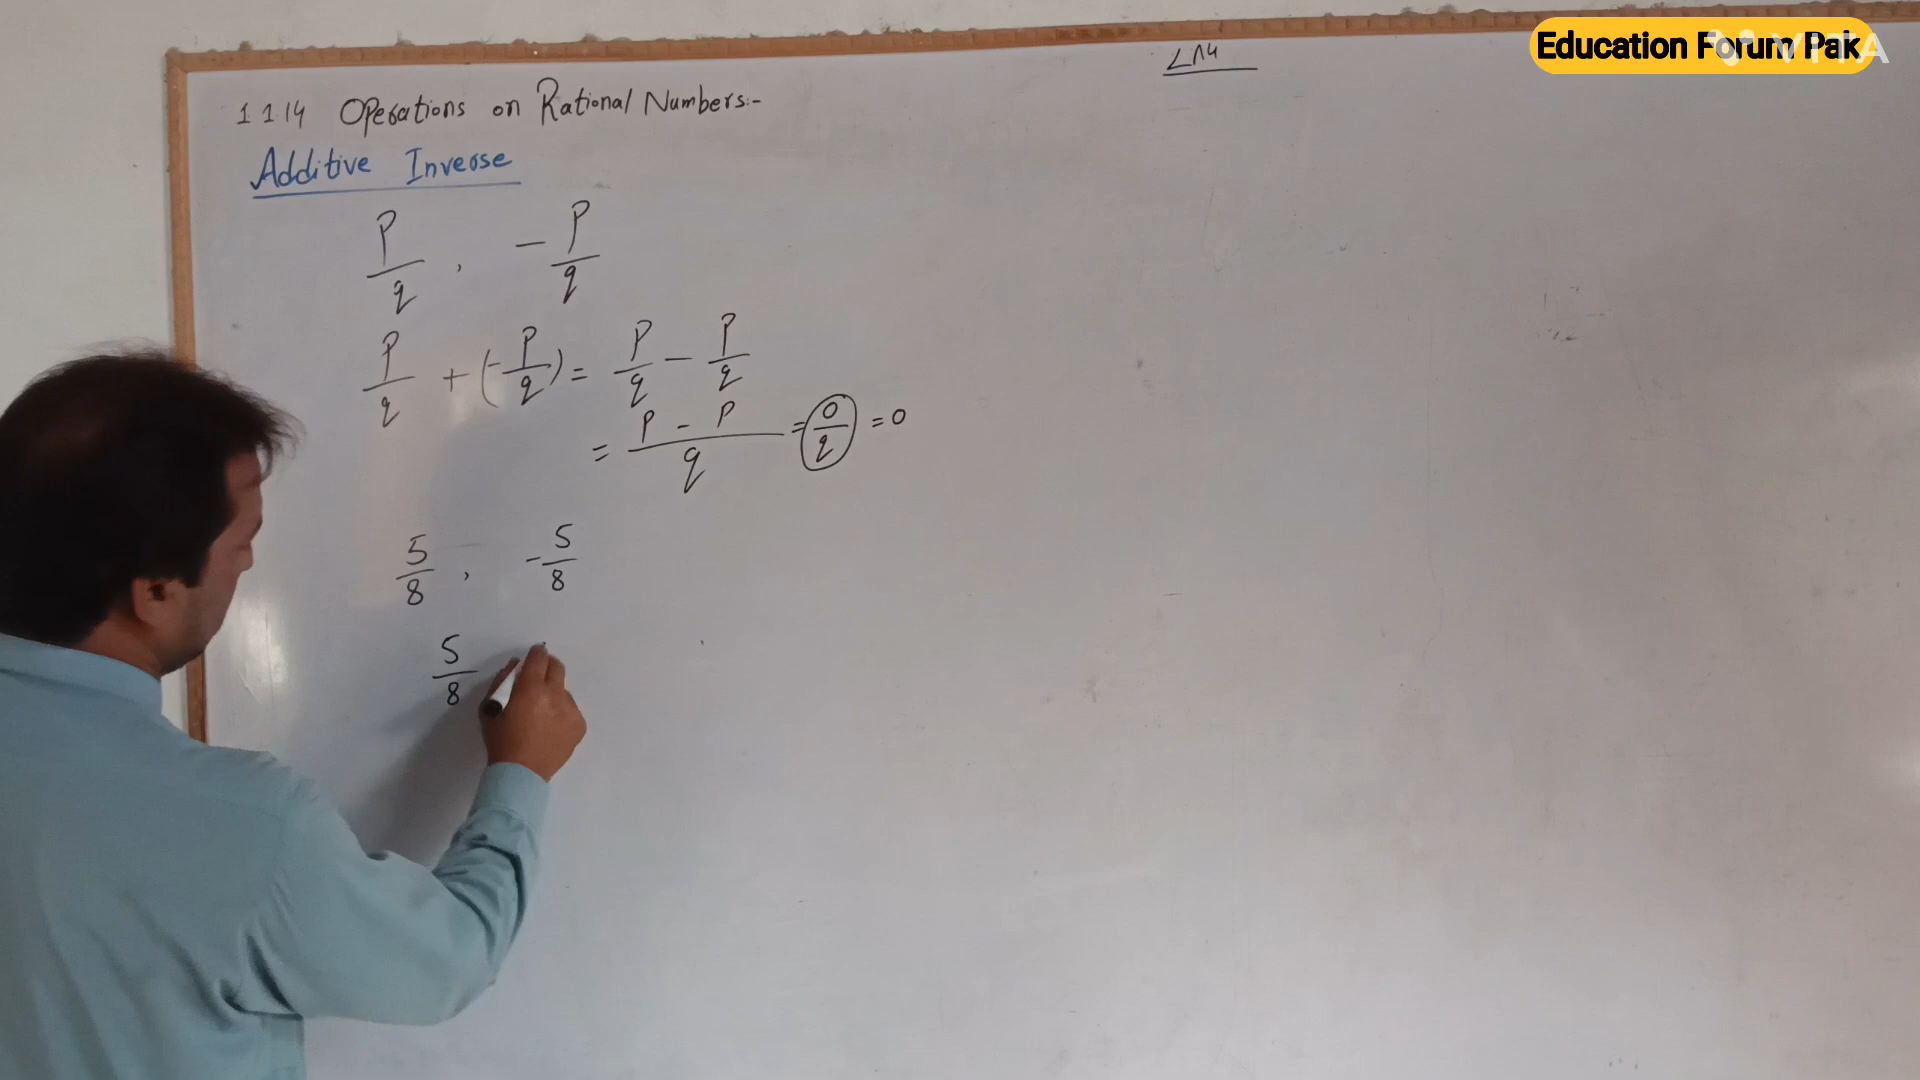 Education Forum Pak
VITA
1.1.14 Operations on Rational Numbers:-
Additive Inverse
P/q , - P/q
P/q + (-P/q) = P/q - P/q
= P - P/q = 0/q = 0
5/8 , -5/8
5/8